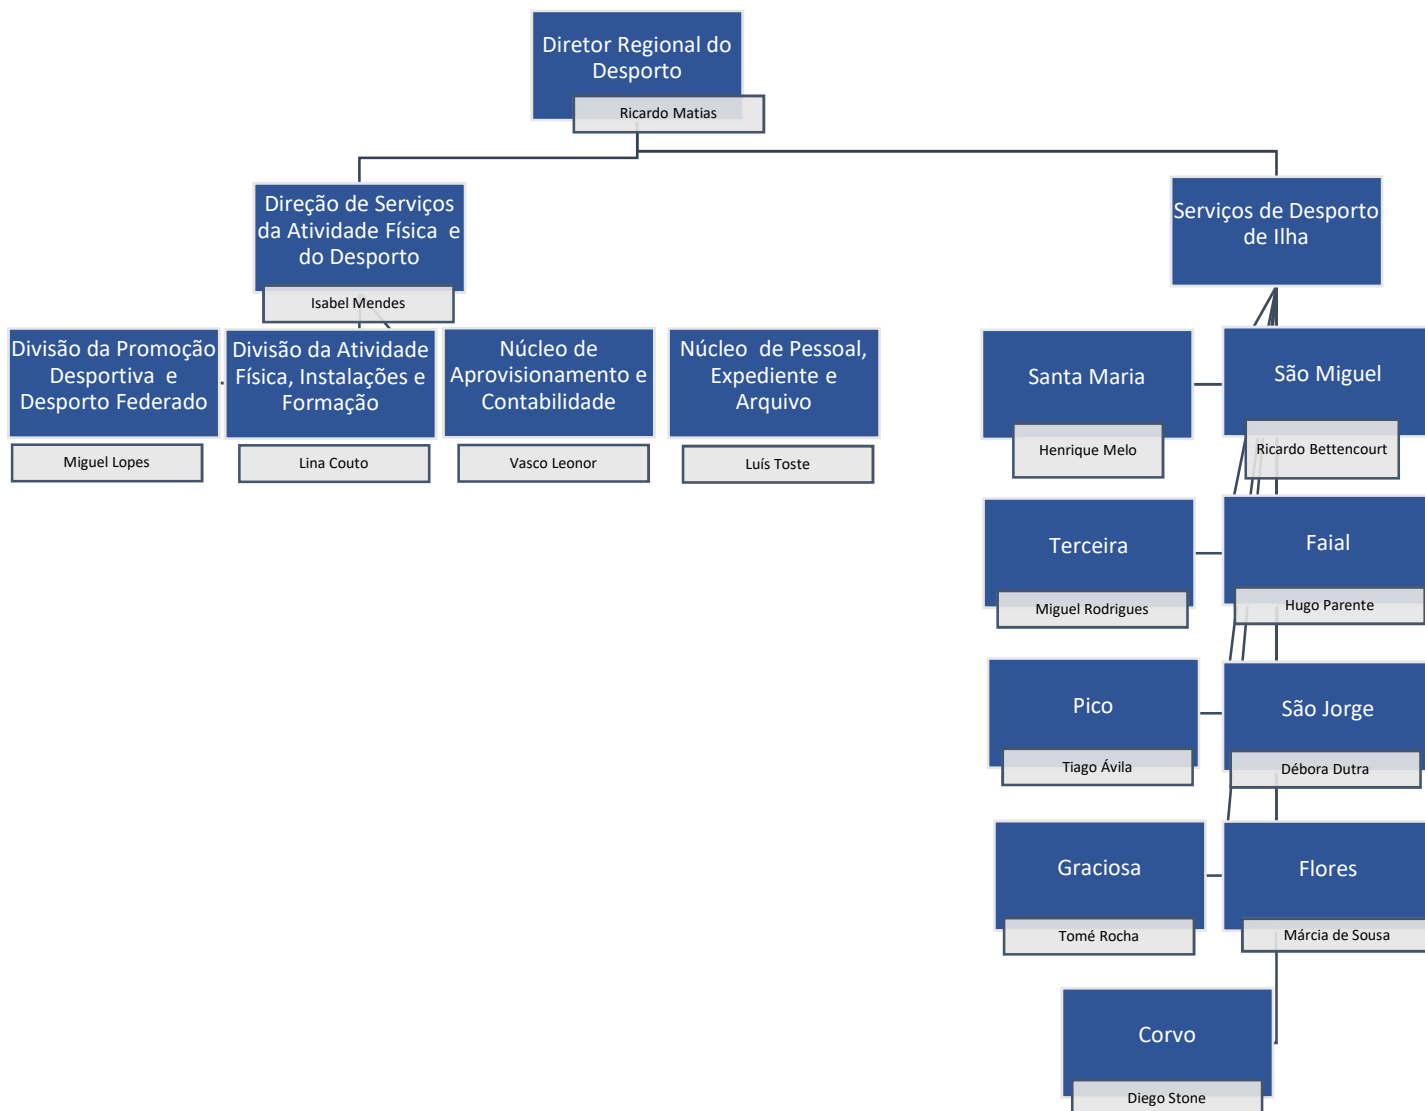 Diretor Regional do
Desporto
Ricardo Matias
Direção de Serviços
da Atividade Física e
do Desporto
Isabel Mendes
Serviços de Desporto
de Ilha
Divisão da Promoção
Desportiva e
Desporto Federado
Miguel Lopes
Divisão da Atividade
Física, Instalações e
Formação
Lina Couto
Núcleo de
Aprovisionamento e
Contabilidade
Vasco Leonor
Núcleo de Pessoal,
Expediente e
Arquivo
Luís Toste
Santa Maria
Henrique Melo
São Miguel
Ricardo Bettencourt
Terceira
Miguel Rodrigues
Faial
Hugo Parente
Pico
Tiago Ávila
São Jorge
Débora Dutra
Graciosa
Tomé Rocha
Flores
Márcia de Sousa
Corvo
Diego Stone